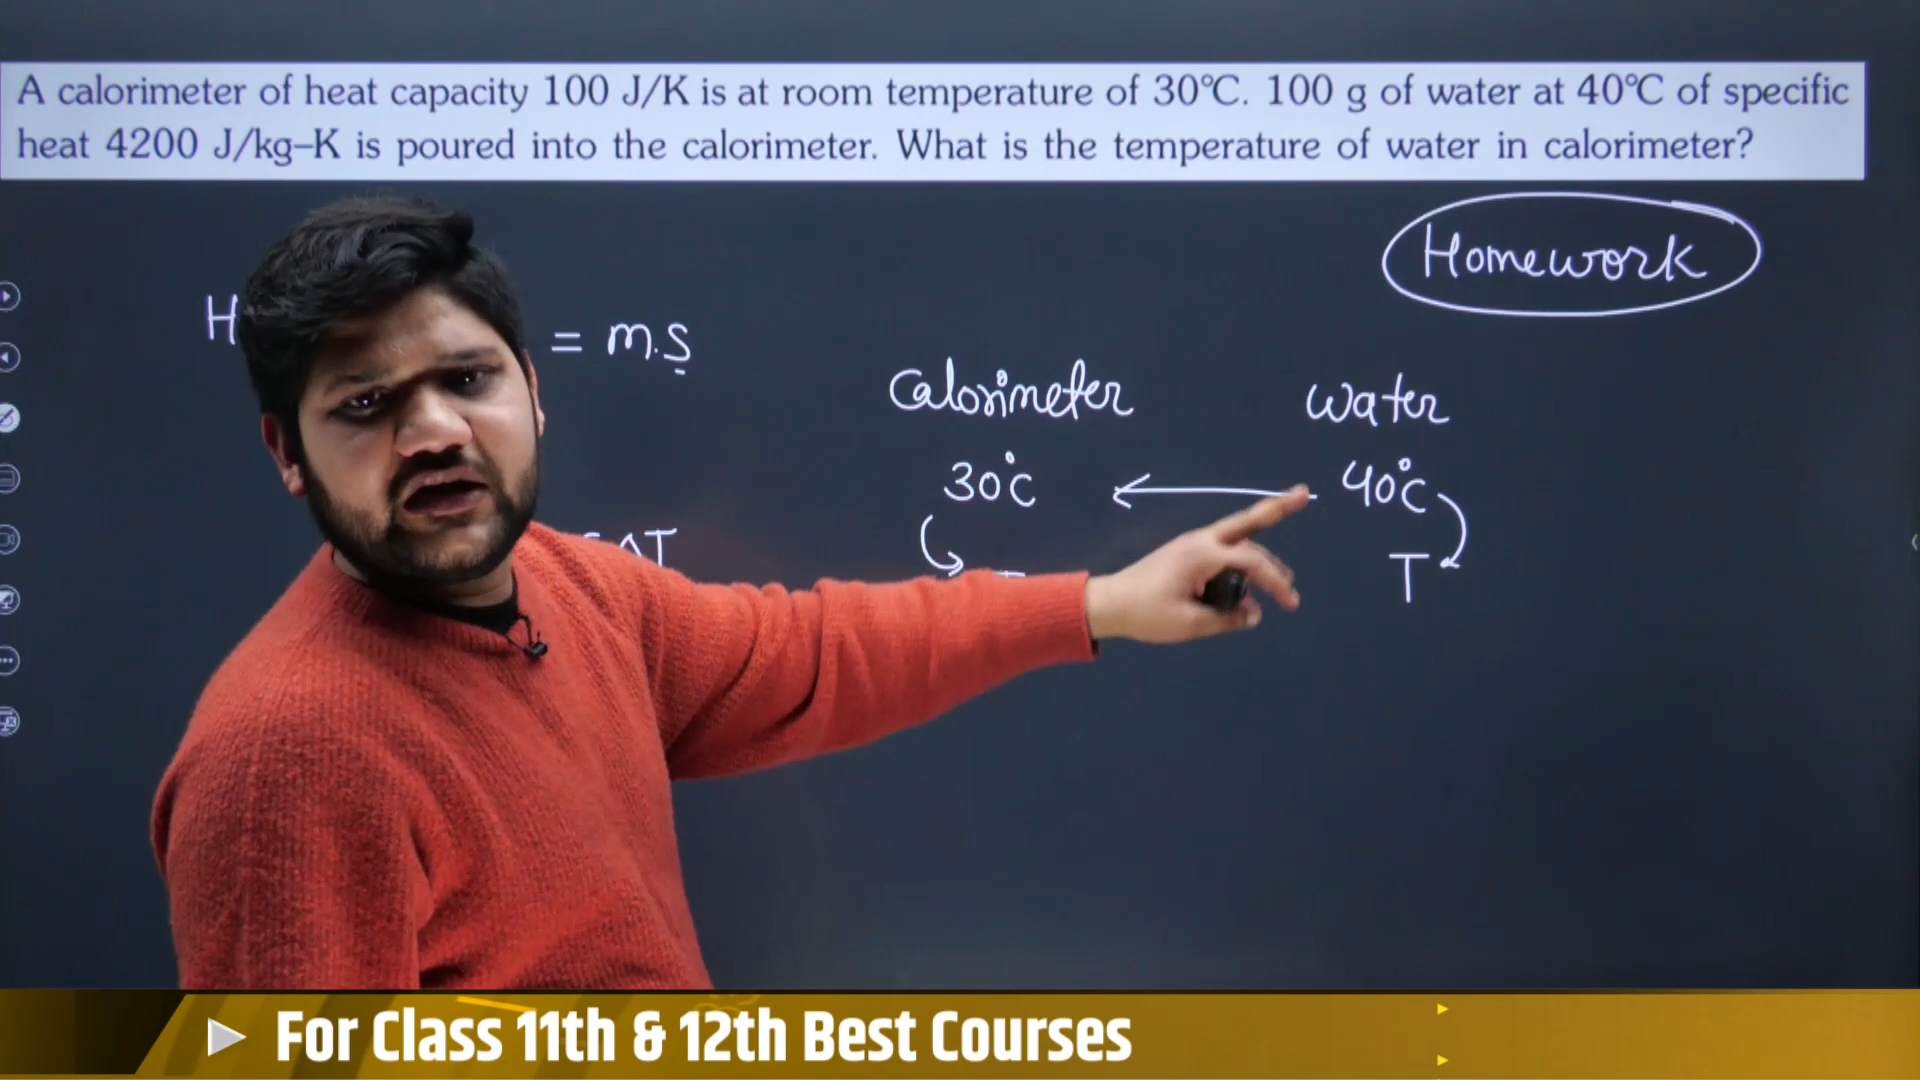 A calorimeter of heat capacity 100 J/K is at room temperature of 30°C. 100 g of water at 40°C of specific
heat 4200 J/kg–K is poured into the calorimeter. What is the temperature of water in calorimeter?
Homework
H = m.s
Calorimeter water
30°C ← 40°C
ΔT T
For Class 11th & 12th Best Courses